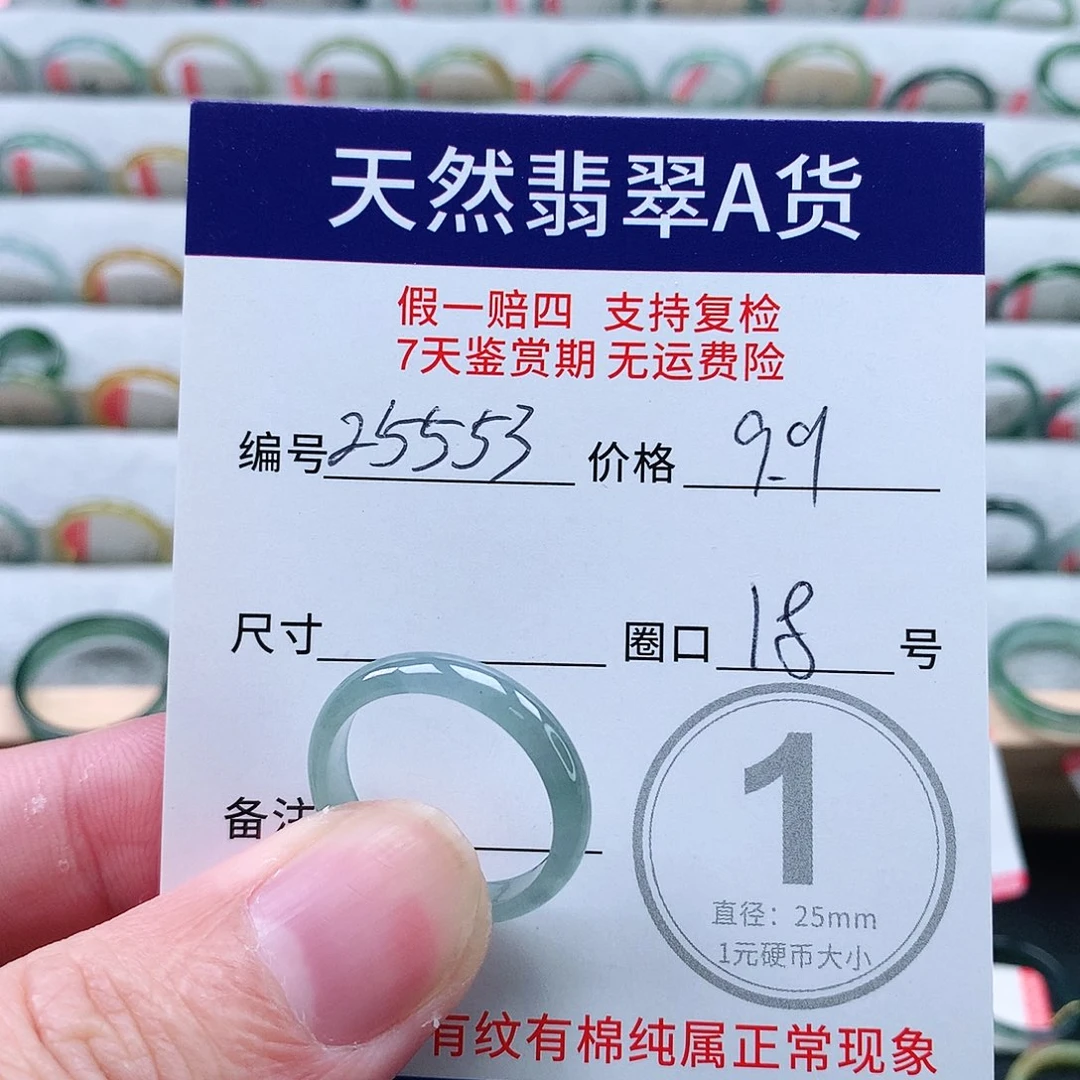 天然翡翠A货
假一赔四 支持复检
7天鉴赏期 无运费险
编号25553 价格 9.9
尺寸 圈口 18 号
备注
1
直径：25mm
1元硬币大小
有纹有棉纯属正常现象